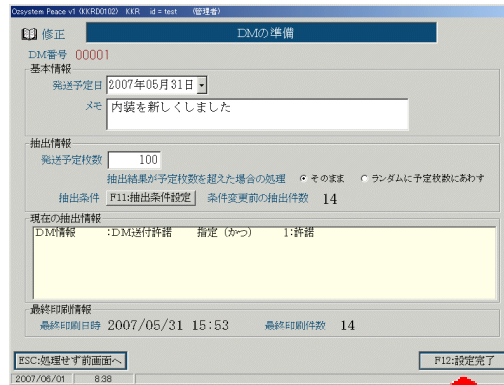 Ozsystem Peace v1 (KKRD0102) KKR id = test (管理者)
修正 DMの準備
DM番号 00001
基本情報
発送予定日 2007年05月31日
メモ 内装を新しくしました
抽出情報
発送予定枚数 100
抽出結果が予定枚数を超えた場合の処理 そのまま ランダムに予定枚数にあわす
抽出条件 F11:抽出条件設定 条件変更前の抽出件数 14
現在の抽出情報
DM情報 :DM送付許諾 指定 (かつ) 1:許諾
最終印刷情報
最終印刷日時 2007/05/31 15:53 最終印刷件数 14
ESC:処理せず前画面へ F12:設定完了
2007/06/01 8:38